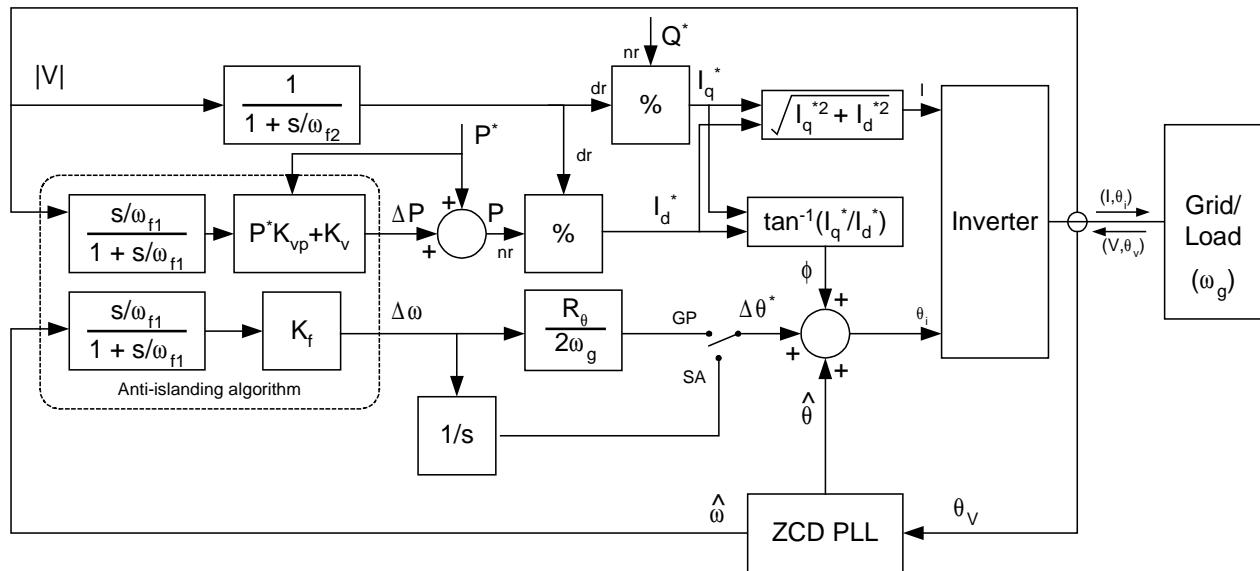 Q*
nr
|V|
1
1 + s/ω_f2
dr
%
I_q*
√I_q*2 + I_d*2
I
P*
dr
s/ω_f1
1 + s/ω_f1
P*K_vp+K_v
ΔP
+
+
P
nr
%
I_d*
tan-1(I_q*/I_d*)
Inverter
(I,θ_i)
(V,θ_v)
Grid/
Load
(ω_g)
ϕ
s/ω_f1
1 + s/ω_f1
K_f
Δω
R_θ
2ω_g
GP
SA
Δθ*
+
+
+
θ_i
Anti-islanding algorithm
1/s
θ̂
ω̂
ZCD PLL
θ_V